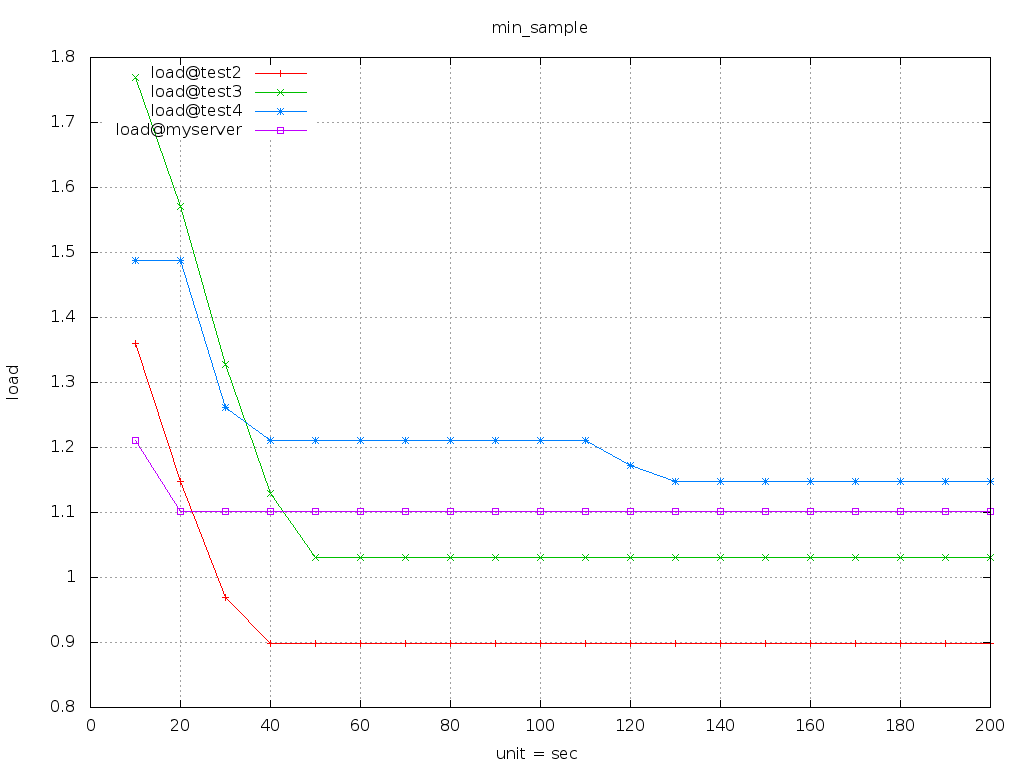 min_sample
load@test2
load@test3
load@test4
load@myserver
load
1.8
1.7
1.6
1.5
1.4
1.3
1.2
1.1
1
0.9
0.8
0 20 40 60 80 100 120 140 160 180 200
unit = sec